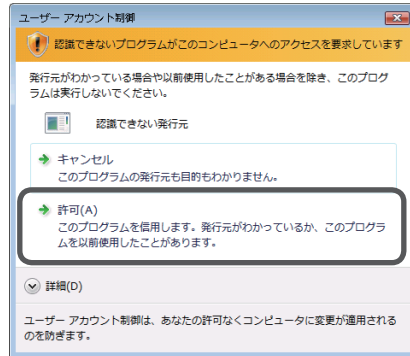 ユーザー アカウント制御
認識できないプログラムがこのコンピュータへのアクセスを要求しています
発行元がわかっている場合や以前使用したことがある場合を除き、このプログ
ラムは実行しないでください。
認識できない発行元
キャンセル
このプログラムの発行元も目的もわかりません。
許可(A)
このプログラムを信用します。発行元がわかっているか、このプログラ
ムを以前使用したことがあります。
詳細(D)
ユーザー アカウント制御は、あなたの許可なくコンピュータに変更が適用される
のを防ぎます。